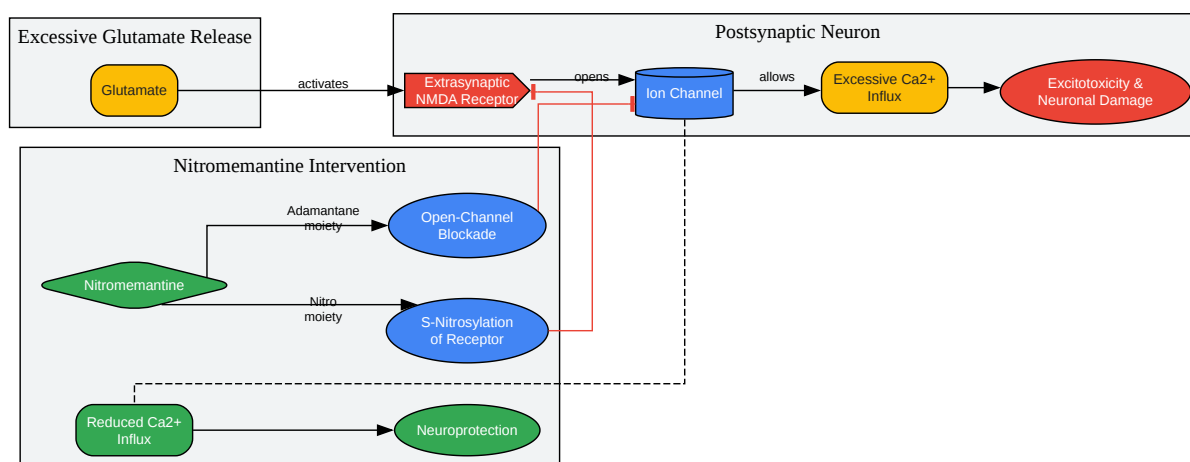 Excessive Glutamate Release
Glutamate
activates
Postsynaptic Neuron
Extrasynaptic
NMDA Receptor
opens
Ion Channel
allows
Excessive Ca2+
Influx
Excitotoxicity &
Neuronal Damage
Nitromemantine Intervention
Nitromemantine
Adamantane
moiety
Open-Channel
Blockade
Nitro
moiety
S-Nitrosylation
of Receptor
Reduced Ca2+
Influx
Neuroprotection